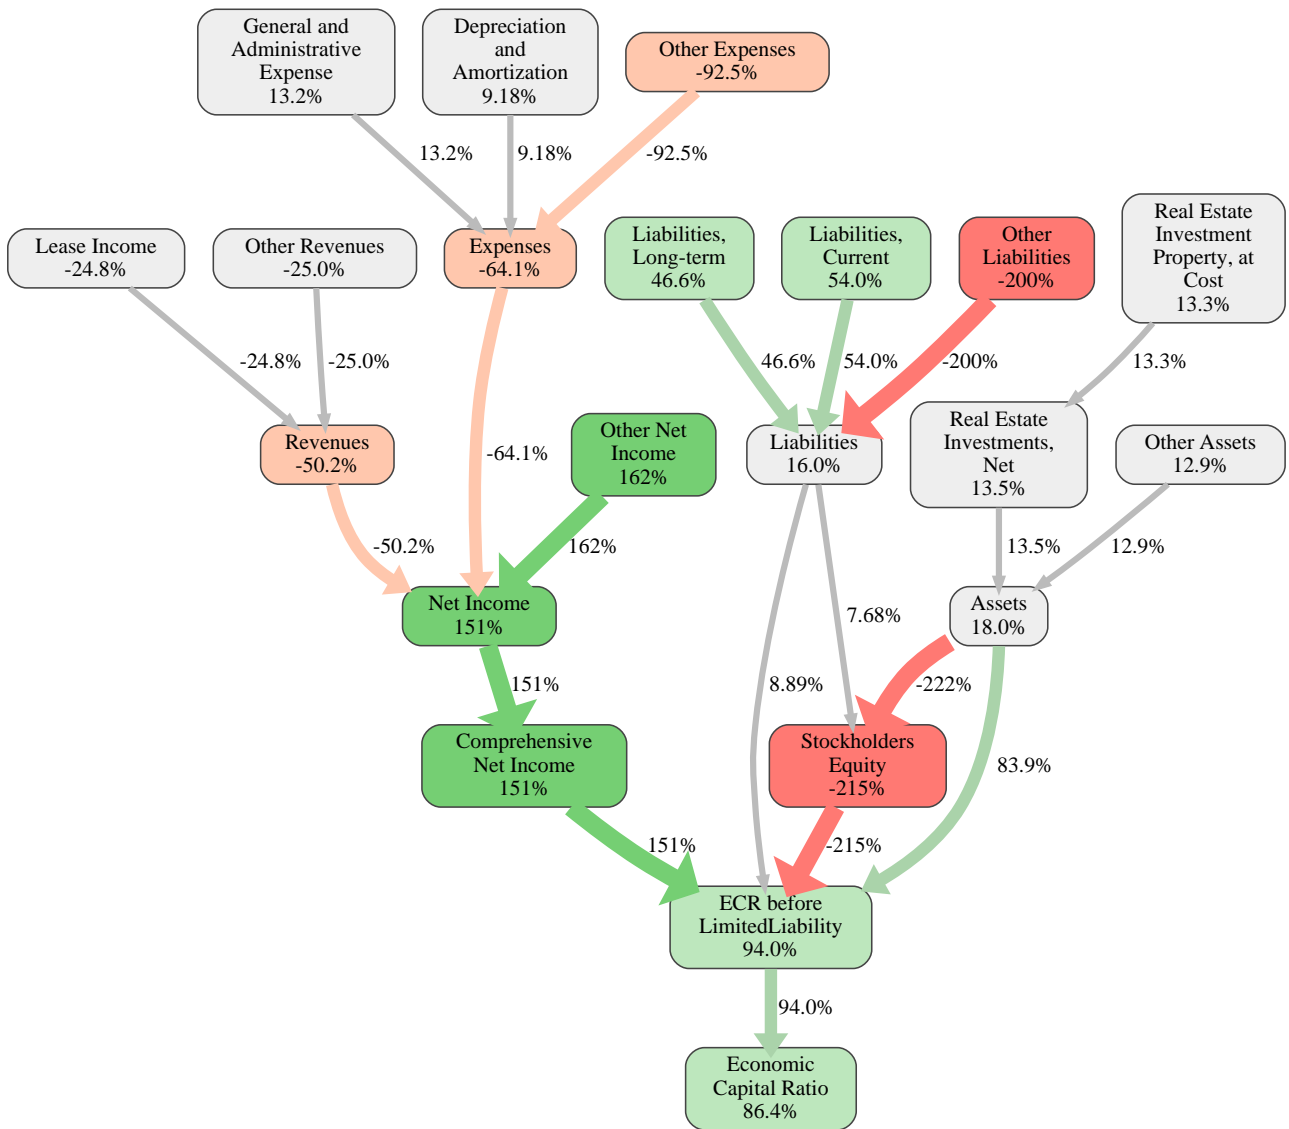 General and
Administrative
Expense
13.2%
Depreciation
and
Amortization
9.18%
Other Expenses
-92.5%
13.2%
9.18%
-92.5%
Lease Income
-24.8%
Other Revenues
-25.0%
Expenses
-64.1%
Liabilities,
Long-term
46.6%
Liabilities,
Current
54.0%
Other
Liabilities
-200%
Real Estate
Investment
Property, at
Cost
13.3%
-24.8%
-25.0%
46.6%
54.0%
-200%
13.3%
Revenues
-50.2%
-64.1%
Other Net
Income
162%
Liabilities
16.0%
Real Estate
Investments,
Net
13.5%
Other Assets
12.9%
-50.2%
162%
13.5%
12.9%
Net Income
151%
7.68%
Assets
18.0%
151%
8.89%
-222%
Comprehensive
Net Income
151%
Stockholders
Equity
-215%
83.9%
151%
-215%
ECR before
LimitedLiability
94.0%
94.0%
Economic
Capital Ratio
86.4%